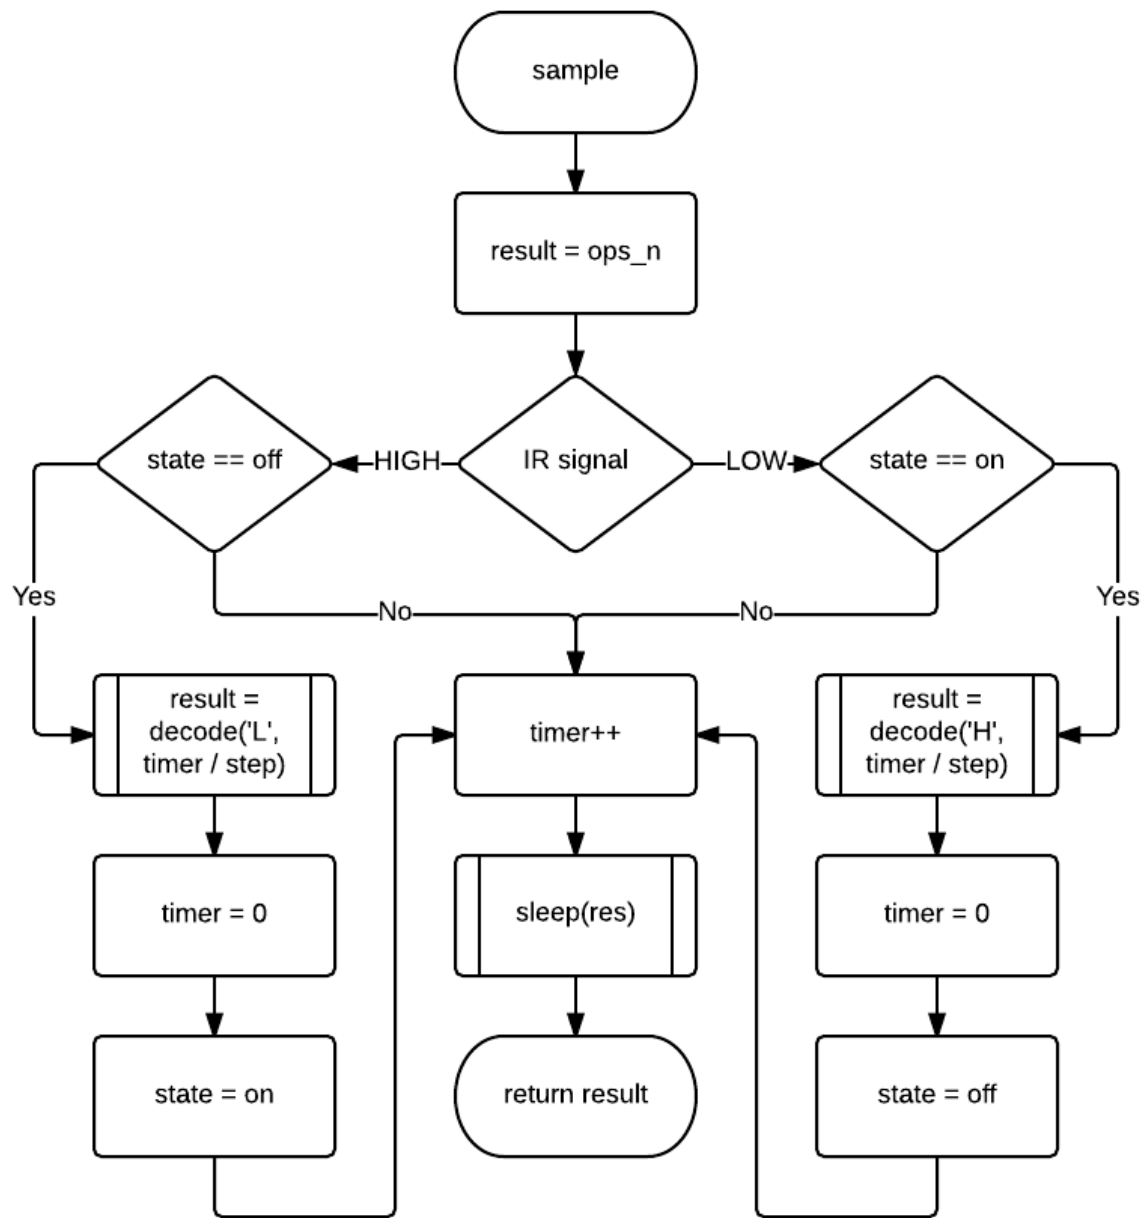 sample
result = ops_n
state == off
HIGH
IR signal
LOW
state == on
Yes
No
No
Yes
result =
decode('L',
timer / step)
timer++
result =
decode('H',
timer / step)
timer = 0
sleep(res)
timer = 0
state = on
return result
state = off